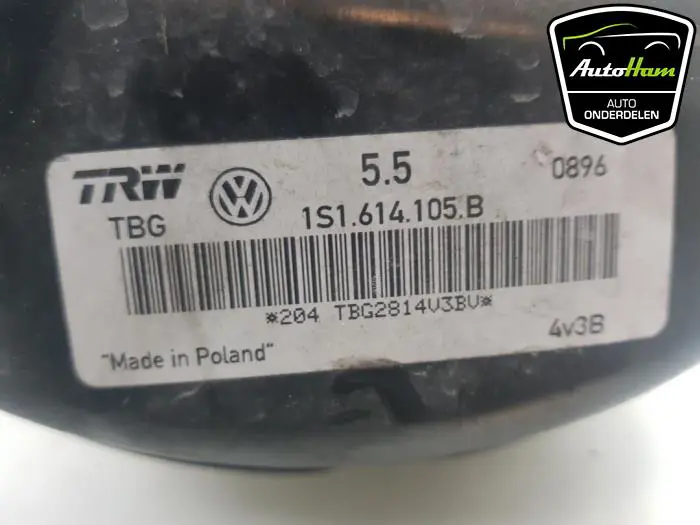 AutoHam
AUTO
ONDERDELEN
TRW
5.5
0896
TBG
1S1.614.105.B
*204 TBG2814V3BV*
4v3B
"Made in Poland"